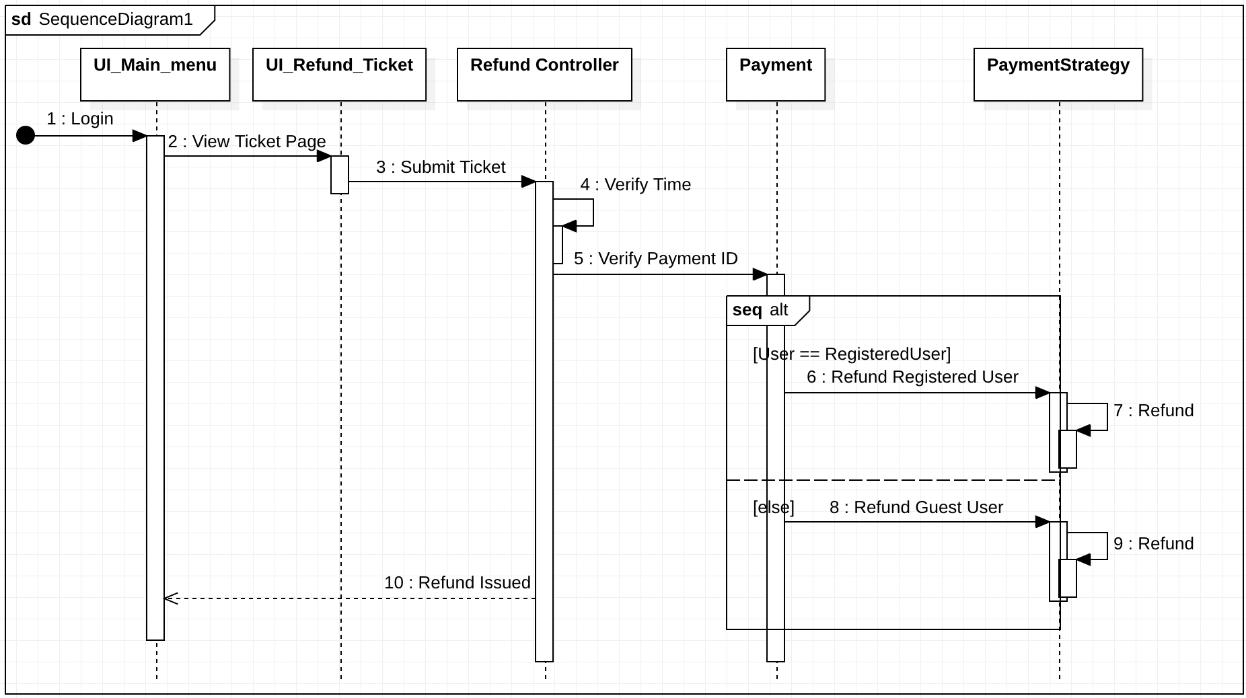 sd SequenceDiagram1
UI_Main_menu
UI_Refund_Ticket
Refund Controller
Payment
PaymentStrategy
1 : Login
2 : View Ticket Page
3 : Submit Ticket
4 : Verify Time
5 : Verify Payment ID
seq alt
[User == RegisteredUser]
6 : Refund Registered User
7 : Refund
[else]
8 : Refund Guest User
9 : Refund
10 : Refund Issued